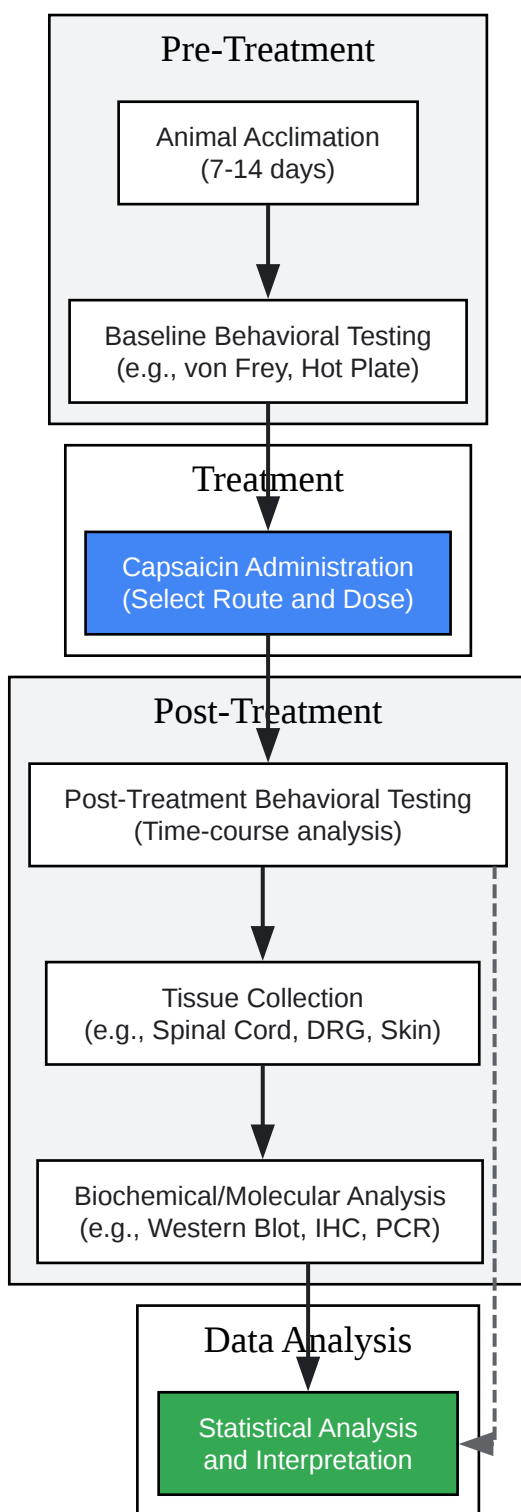 Pre-Treatment
Animal Acclimation
(7-14 days)
Baseline Behavioral Testing
(e.g., von Frey, Hot Plate)
Treatment
Capsaicin Administration
(Select Route and Dose)
Post-Treatment
Post-Treatment Behavioral Testing
(Time-course analysis)
Tissue Collection
(e.g., Spinal Cord, DRG, Skin)
Biochemical/Molecular Analysis
(e.g., Western Blot, IHC, PCR)
Data Analysis
Statistical Analysis
and Interpretation